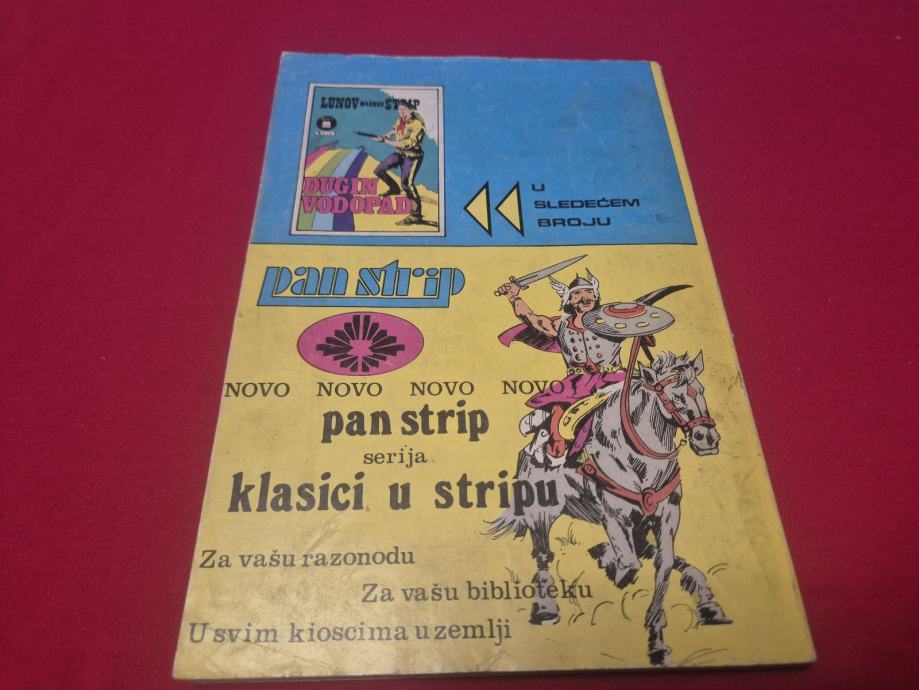 LUNOV MAGNUS STRIP
DUGIN
VODOPAD
U
SLEDEĆEM
BROJU
pan strip
NOVO NOVO NOVO NOVO
pan strip
serija
klasici u stripu
Za vašu razonodu
Za vašu biblioteku
U svim kioscima u zemlji